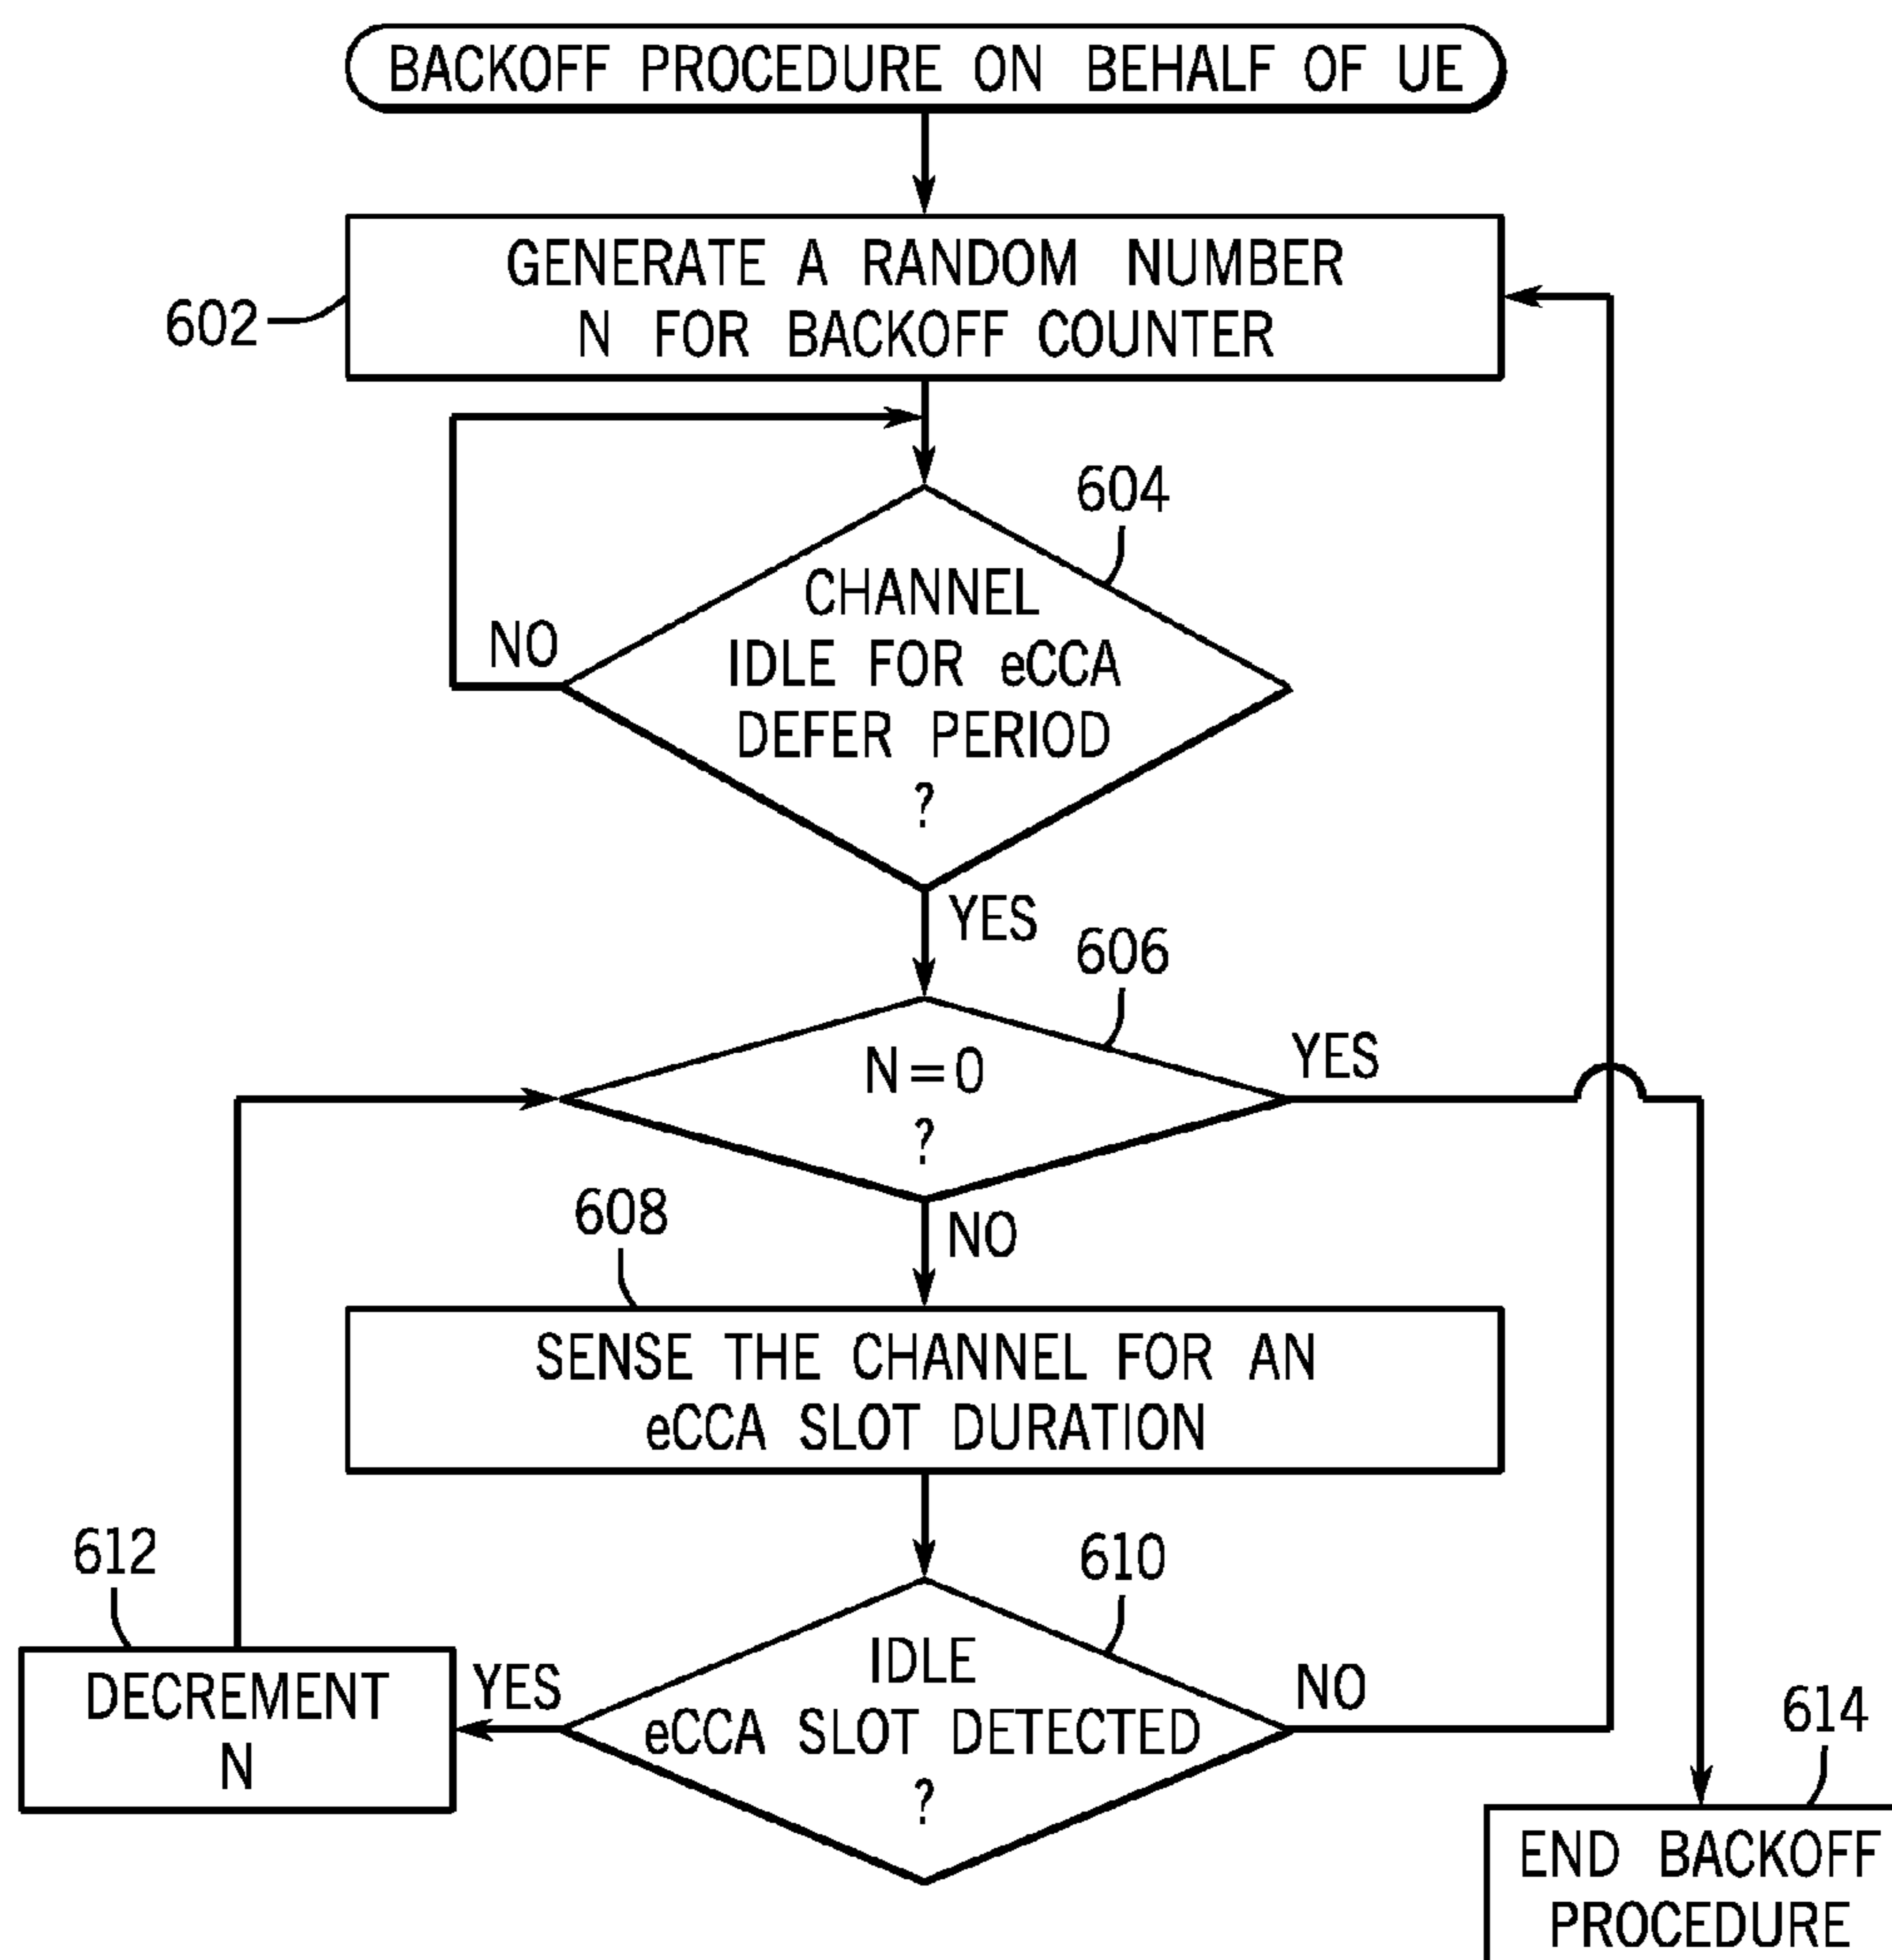 BACKOFF PROCEDURE ON BEHALF OF UE
GENERATE A RANDOM NUMBER
N FOR BACKOFF COUNTER
602
604
CHANNEL
IDLE FOR eCCA
DEFER PERIOD
?
NO
YES
606
N=0
?
YES
NO
608
SENSE THE CHANNEL FOR AN
eCCA SLOT DURATION
610
IDLE
eCCA SLOT DETECTED
?
YES
NO
612
DECREMENT
N
614
END BACKOFF
PROCEDURE